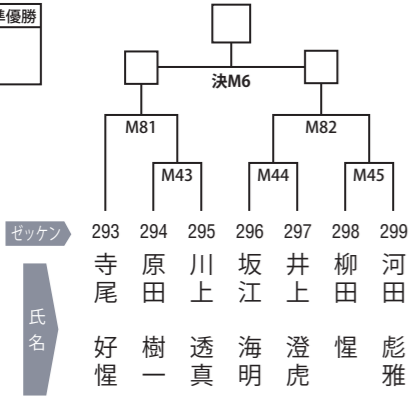 準優勝
決M6
M81 M82
M43 M44 M45
ゼッケン 293 294 295 296 297 298 299
氏名
寺尾 好惺
原田 樹一
川上 透真
坂江 海明
井上 澄虎
柳田 惺
河田 彪雅